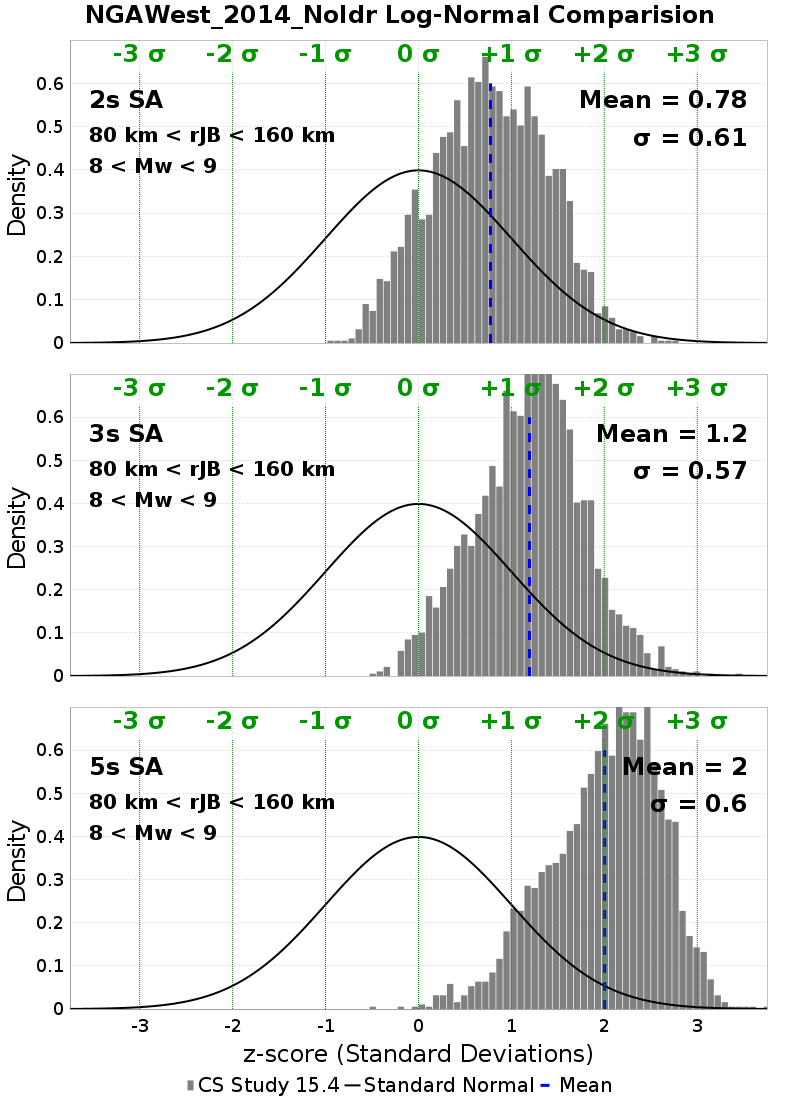 NGAWest_2014_NoIdr Log-Normal Comparision
-3 σ -2 σ -1 σ 0 σ +1 σ +2 σ +3 σ
0.6
2s SA Mean = 0.78
0.5
80 km < rJB < 160 km σ = 0.61
8 < Mw < 9
0.4
Density
0.3
0.2
0.1
0
-3 σ -2 σ -1 σ 0 σ +1 σ +2 σ +3 σ
0.6
3s SA Mean = 1.2
0.5
80 km < rJB < 160 km σ = 0.57
8 < Mw < 9
0.4
Density
0.3
0.2
0.1
0
-3 σ -2 σ -1 σ 0 σ +1 σ +2 σ +3 σ
0.6
5s SA Mean = 2
0.5
80 km < rJB < 160 km σ = 0.6
8 < Mw < 9
0.4
Density
0.3
0.2
0.1
0
-3 -2 -1 0 1 2 3
z-score (Standard Deviations)
CS Study 15.4 Standard Normal Mean